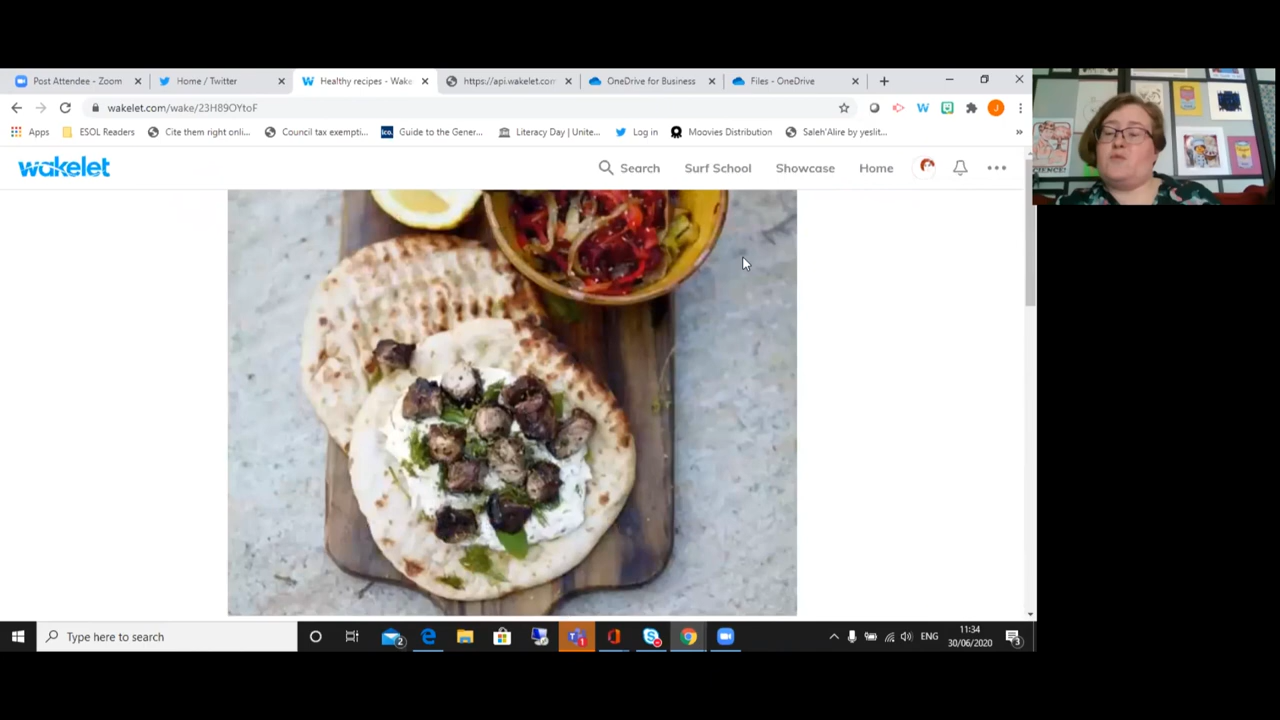 Post Attendee - Zoom
Home / Twitter
Healthy recipes - Wake
https://api.wakelet.com
OneDrive for Business
Files - OneDrive
wakelet.com/wake/23H89OYtoF
Apps
ESOL Readers
Cite them right onli...
Council tax exempti...
ico.
Guide to the Gener...
Literacy Day | Unite...
Log in
Moovies Distribution
Saleh'Alire by yeslit...
wakelet
Search
Surf School
Showcase
Home
Type here to search
ENG
11:34
30/06/2020